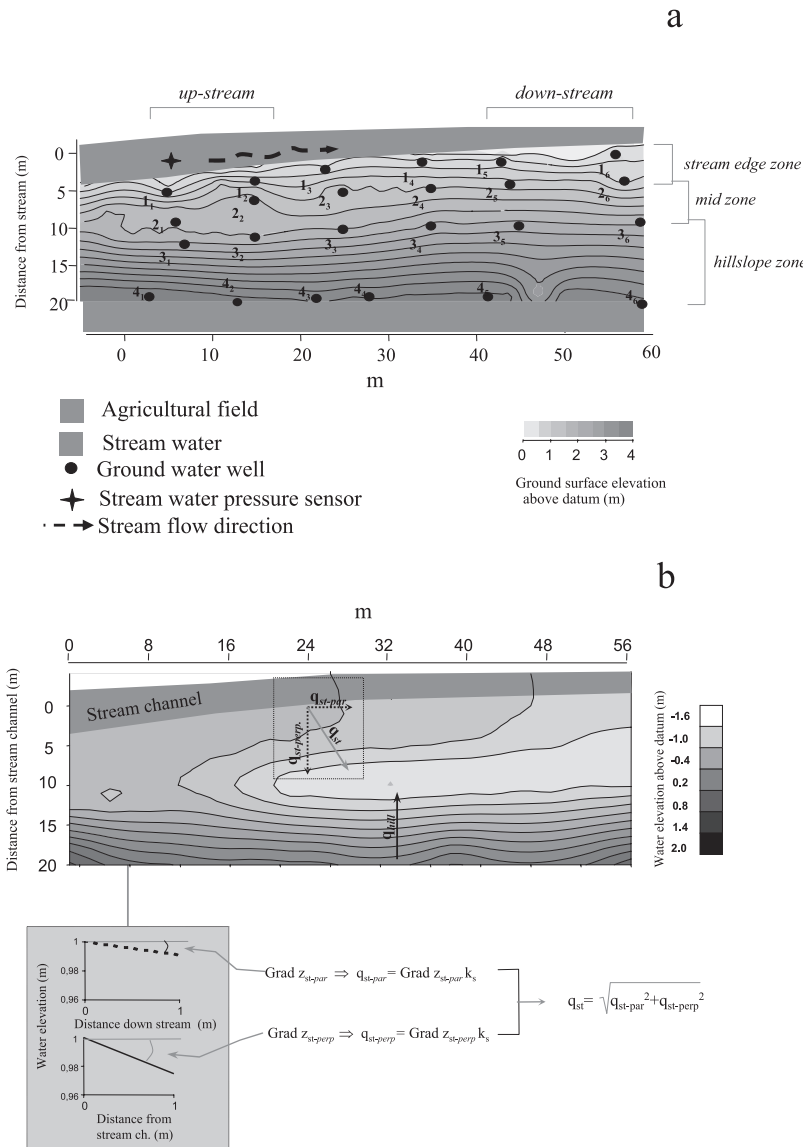 a
up-stream
down-stream
Distance from stream (m)
0
5
10
15
20
1₁
1₂
1₃
1₄
1₅
1₆
2₁
2₂
2₃
2₄
2₅
2₆
3₁
3₂
3₃
3₄
3₅
3₆
4₁
4₂
4₃
4₄
4₅
4₆
stream edge zone
mid zone
hillslope zone
0 10 20 30 40 50 60
m
Agricultural field
Stream water
Ground water well
Stream water pressure sensor
Stream flow direction
0 1 2 3 4
Ground surface elevation
above datum (m)
b
m
0 8 16 24 32 40 48 56
Distance from stream channel (m)
0
5
10
15
20
Stream channel
q_st-par
q_st-perp.
q_st
q_hill
Water elevation above datum (m)
-1.6
-1.0
-0.4
0.2
0.8
1.4
2.0
Water elevation (m)
1
0,98
0,96
0 1
Distance down stream (m)
1
0,98
0,96
0 1
Distance from
stream ch. (m)
Grad z_st-par ⇒ q_st-par = Grad z_st-par k_s
Grad z_st-perp ⇒ q_st-perp = Grad z_st-perp k_s
q_st= √q_st-par²+q_st-perp²